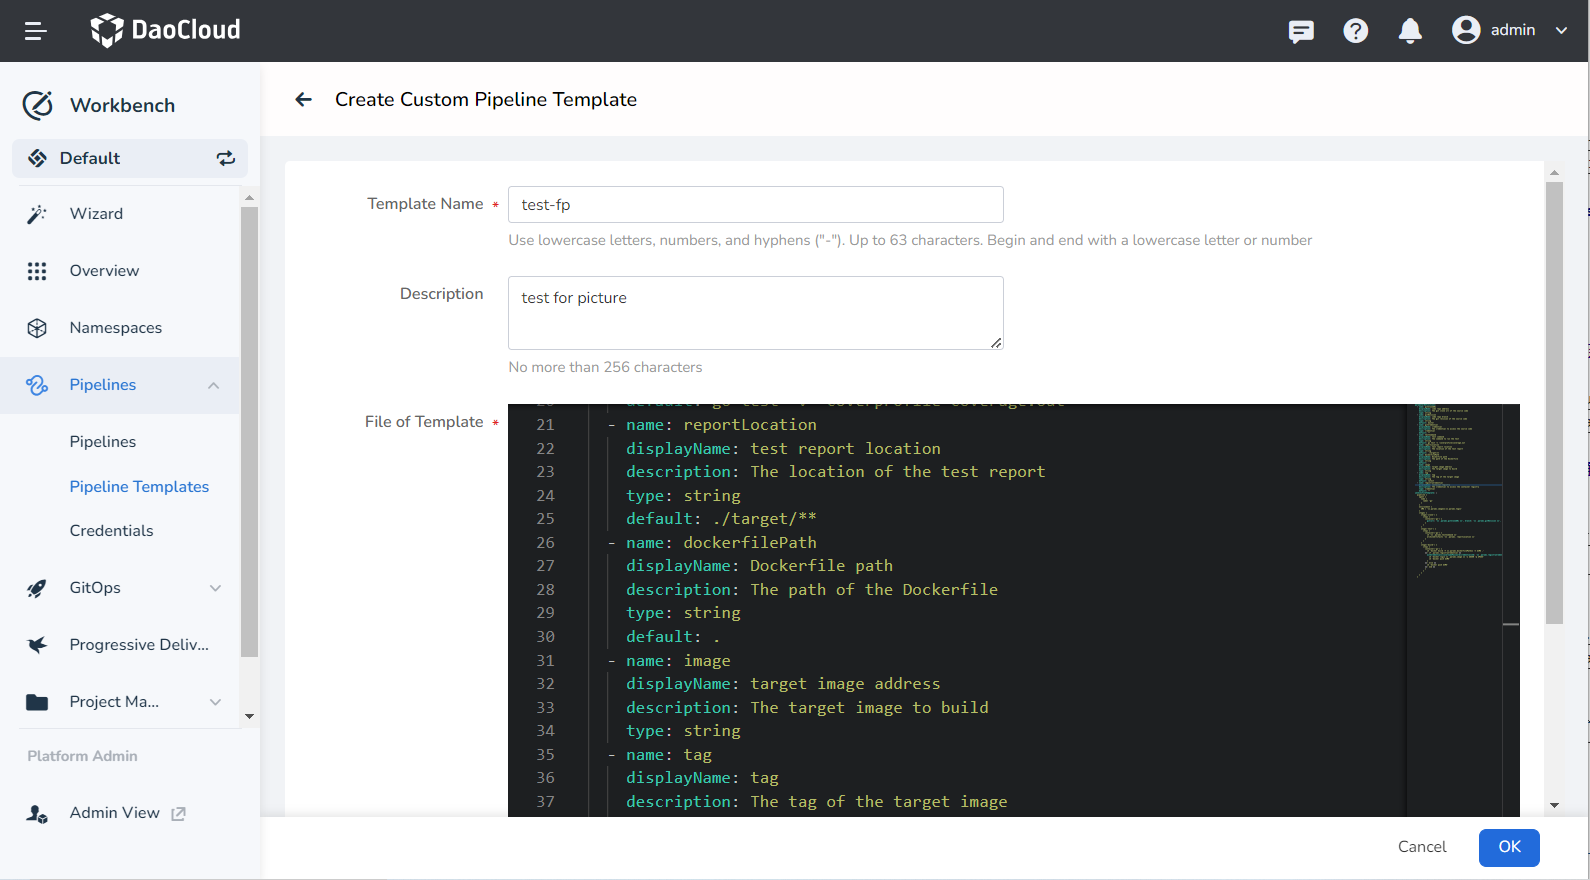 DaoCloud
admin
Workbench
Default
Wizard
Overview
Namespaces
Pipelines
Pipelines
Pipeline Templates
Credentials
GitOps
Progressive Deliv...
Project Ma...
Platform Admin
Admin View
Create Custom Pipeline Template
Template Name *
test-fp
Use lowercase letters, numbers, and hyphens ("-"). Up to 63 characters. Begin and end with a lowercase letter or number
Description
test for picture
No more than 256 characters
File of Template *
21 - name: reportLocation
22 displayName: test report location
23 description: The location of the test report
24 type: string
25 default: ./target/**
26 - name: dockerfilePath
27 displayName: Dockerfile path
28 description: The path of the Dockerfile
29 type: string
30 default: .
31 - name: image
32 displayName: target image address
33 description: The target image to build
34 type: string
35 - name: tag
36 displayName: tag
37 description: The tag of the target image
Cancel
OK